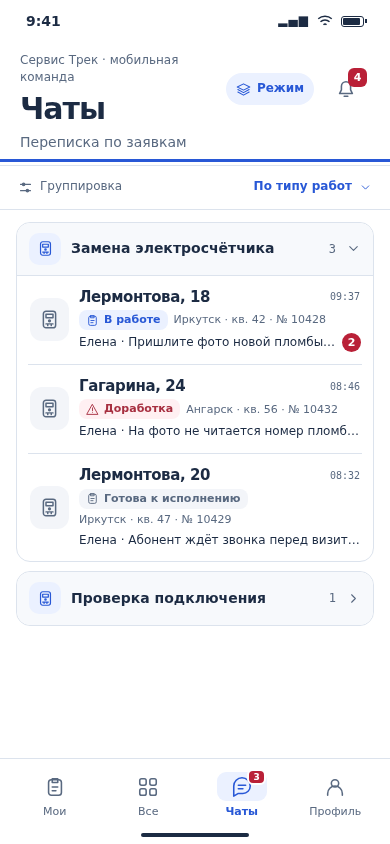 9:41
Сервис Трек · мобильная
команда
Чаты
Режим
4
Переписка по заявкам
Группировка
По типу работ
Замена электросчётчика
3
Лермонтова, 18
09:37
В работе
Иркутск · кв. 42 · № 10428
Елена · Пришлите фото новой пломбы…
2
Гагарина, 24
08:46
Доработка
Ангарск · кв. 56 · № 10432
Елена · На фото не читается номер пломб…
Лермонтова, 20
08:32
Готова к исполнению
Иркутск · кв. 47 · № 10429
Елена · Абонент ждёт звонка перед визит…
Проверка подключения
1
3
Мои
Все
Чаты
Профиль